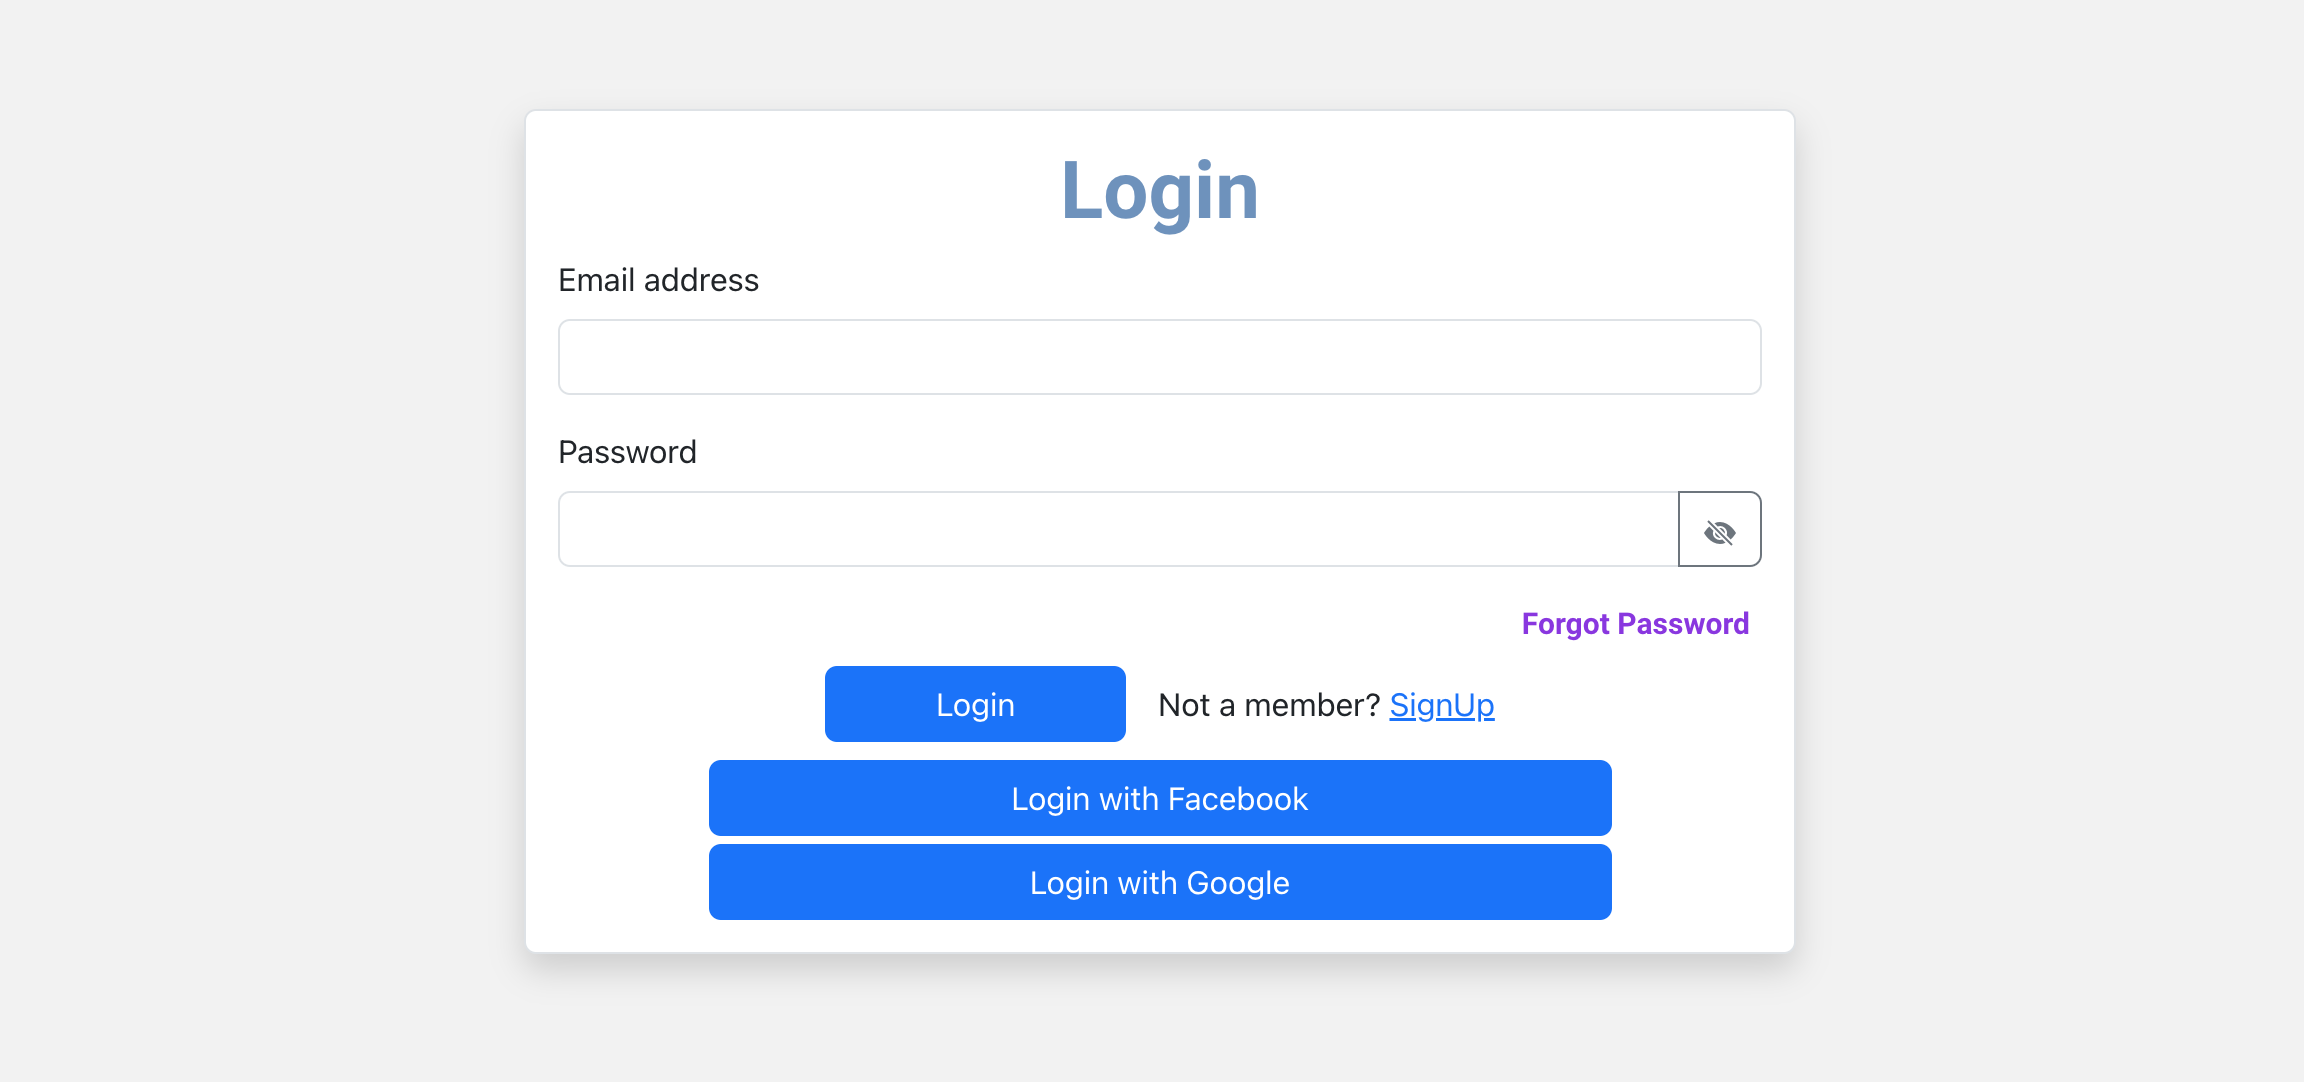 Login
Email address
Password
Forgot Password
Login
Not a member? SignUp
Login with Facebook
Login with Google